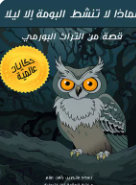 لماذا لا تنشط البومة إلا ليلا
قصة من التراث البورمي
حكايات
عالمية